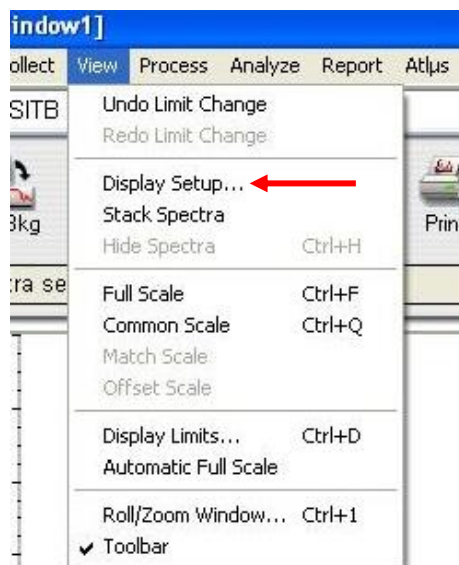 indow1]
ollect View Process Analyze Report Atlµs
SITB
Undo Limit Change
Redo Limit Change
Display Setup...
Stack Spectra
Hide Spectra Ctrl+H
Bkg
Prin
tra se
Full Scale Ctrl+F
Common Scale Ctrl+Q
Match Scale
Offset Scale
Display Limits... Ctrl+D
Automatic Full Scale
Roll/Zoom Window... Ctrl+1
✓ Toolbar